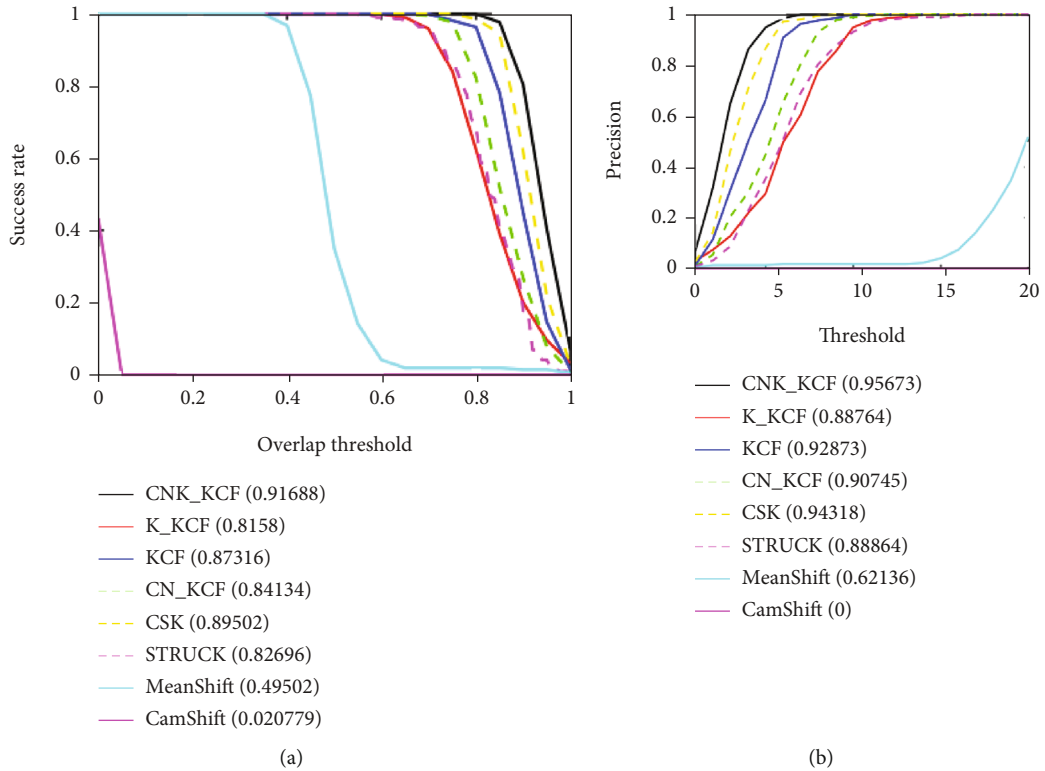 1
0.8
0.6
0.4
0.2
0
Success rate
0
0.2
0.4
0.6
0.8
1
Overlap threshold
CNK_KCF (0.91688)
K_KCF (0.8158)
KCF (0.87316)
CN_KCF (0.84134)
CSK (0.89502)
STRUCK (0.82696)
MeanShift (0.49502)
CamShift (0.020779)
(a)
1
0.8
0.6
0.4
0.2
0
Precision
0
5
10
15
20
Threshold
CNK_KCF (0.95673)
K_KCF (0.88764)
KCF (0.92873)
CN_KCF (0.90745)
CSK (0.94318)
STRUCK (0.88864)
MeanShift (0.62136)
CamShift (0)
(b)